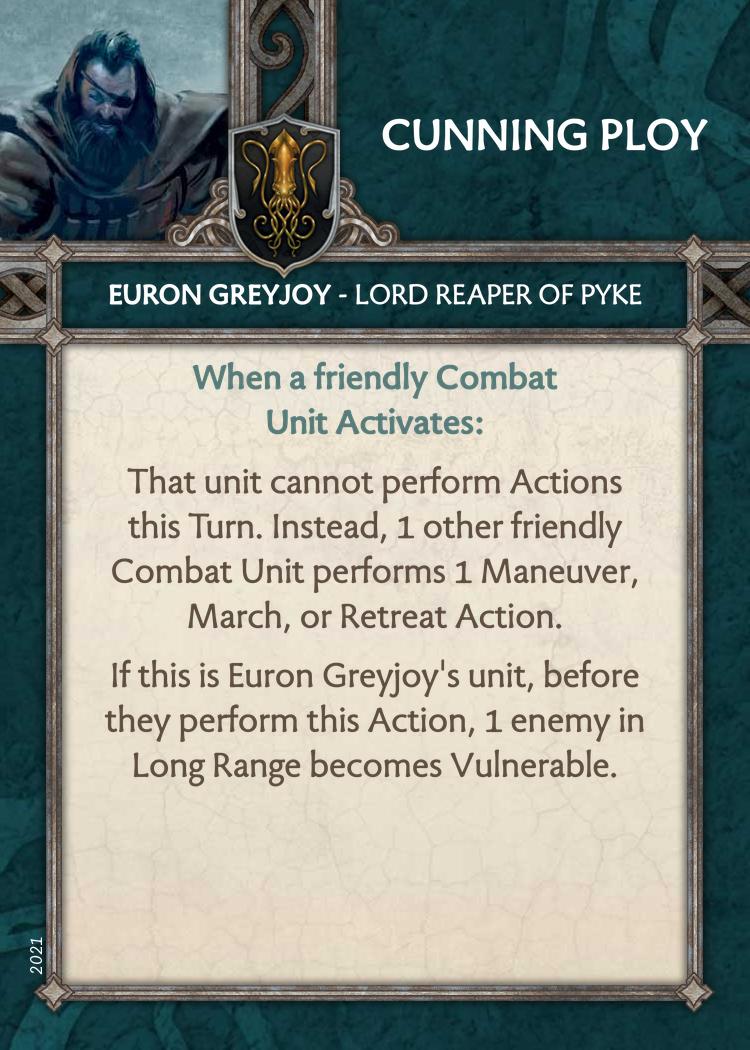 CUNNING PLOY
EURON GREYJOY - LORD REAPER OF PYKE
When a friendly Combat
Unit Activates:
That unit cannot perform Actions
this Turn. Instead, 1 other friendly
Combat Unit performs 1 Maneuver,
March, or Retreat Action.
If this is Euron Greyjoy's unit, before
they perform this Action, 1 enemy in
Long Range becomes Vulnerable.
2021